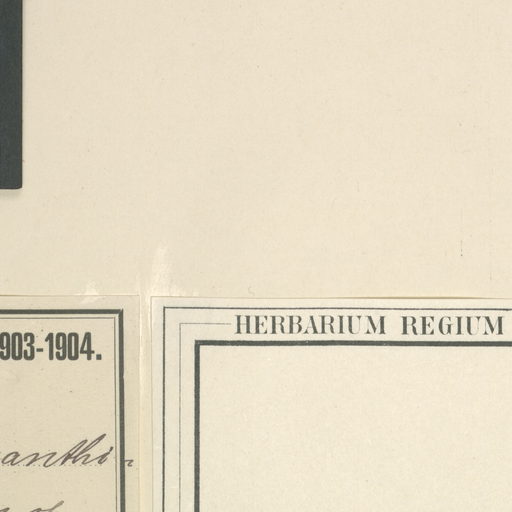 903-1904.
HERBARIUM REGIUM
anthi-